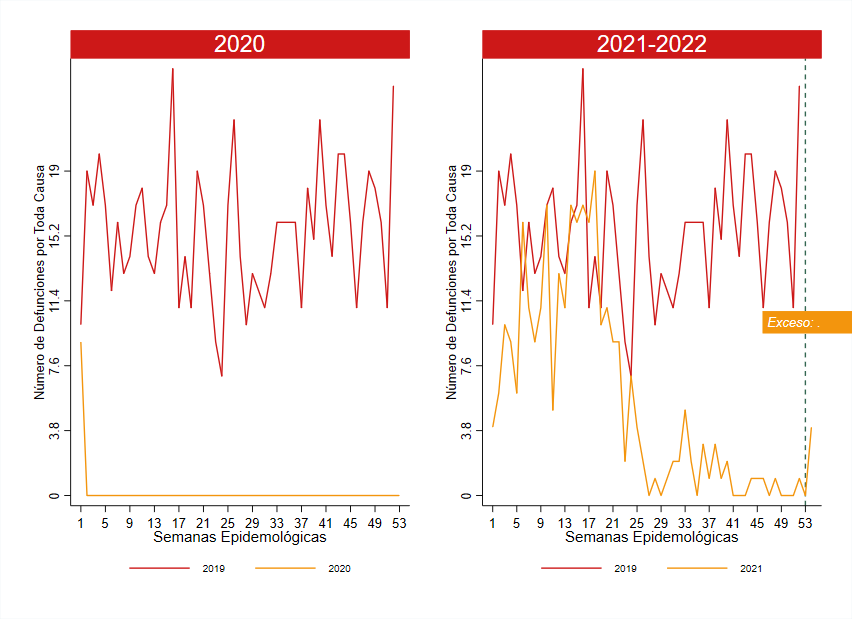 2020
Número de Defunciones por Toda Causa
19
15.2
11.4
7.6
3.8
0
1 5 9 13 17 21 25 29 33 37 41 45 49 53
Semanas Epidemológicas
2019 2020
2021-2022
Número de Defunciones por Toda Causa
19
15.2
11.4
7.6
3.8
0
Exceso: .
1 5 9 13 17 21 25 29 33 37 41 45 49 53
Semanas Epidemológicas
2019 2021